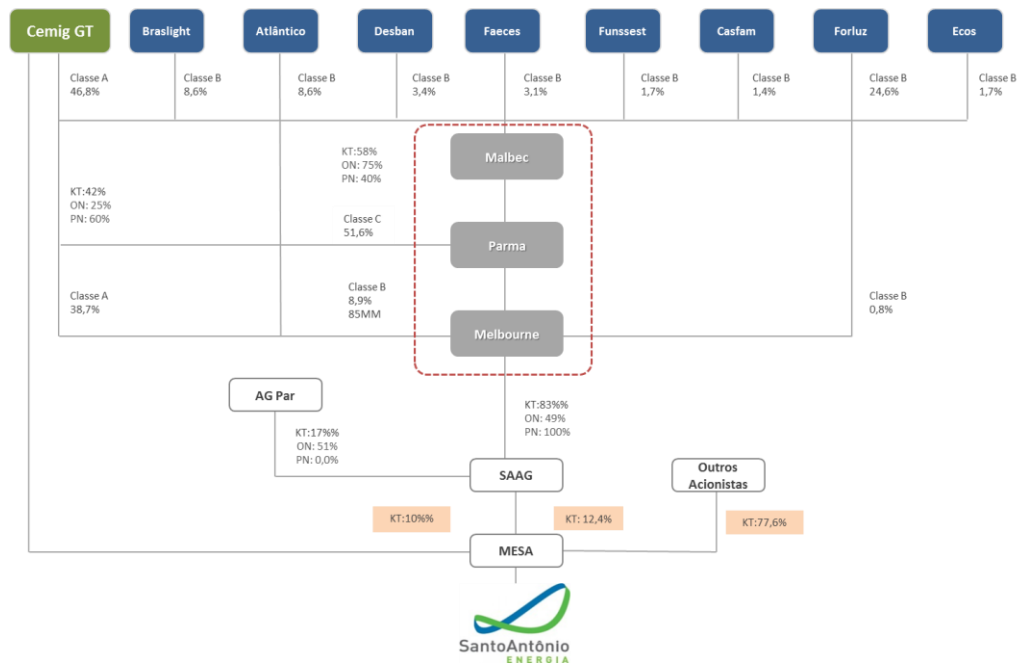 Cemig GT
Braslight
Atlântico
Desban
Faeces
Funssest
Casfam
Forluz
Ecos
Classe A
46,8%
Classe B
8,6%
Classe B
8,6%
Classe B
3,4%
Classe B
3,1%
Classe B
1,7%
Classe B
1,4%
Classe B
24,6%
Classe B
1,7%
KT:58%
ON: 75%
PN: 40%
Malbec
KT:42%
ON: 25%
PN: 60%
Classe C
51,6%
Parma
Classe A
38,7%
Classe B
8,9%
85MM
Classe B
0,8%
Melbourne
AG Par
KT:83%%
ON: 49%
PN: 100%
KT:17%%
ON: 51%
PN: 0,0%
SAAG
Outros
Acionistas
KT:10%%
KT: 12,4%
KT:77,6%
MESA
SantoAntônio
ENERGIA